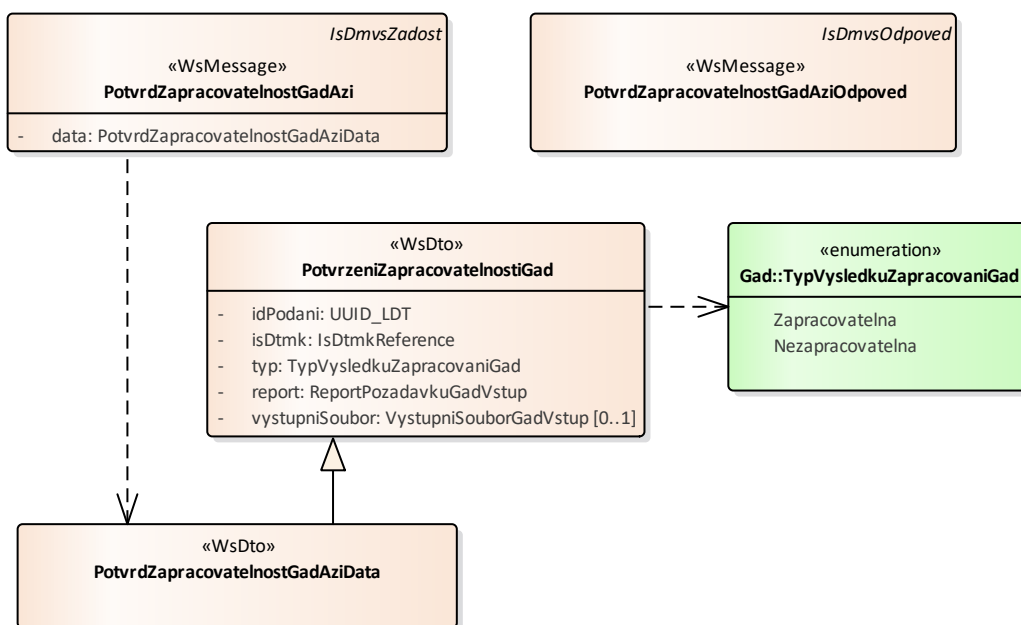 IsDmvsZadost
«WsMessage»
PotvrdZapracovatelnostGadAzi
- data: PotvrdZapracovatelnostGadAziData
IsDmvsOdpoved
«WsMessage»
PotvrdZapracovatelnostGadAziOdpoved
«WsDto»
PotvrzeniZapracovatelnostiGad
- idPodani: UUID_LDT
- isDtmk: IsDtmkReference
- typ: TypVysledkuZapracovaniGad
- report: ReportPozadavkuGadVstup
- vystupniSoubor: VystupniSouborGadVstup [0..1]
«enumeration»
Gad::TypVysledkuZapracovaniGad
Zapracovatelna
Nezapracovatelna
«WsDto»
PotvrdZapracovatelnostGadAziData